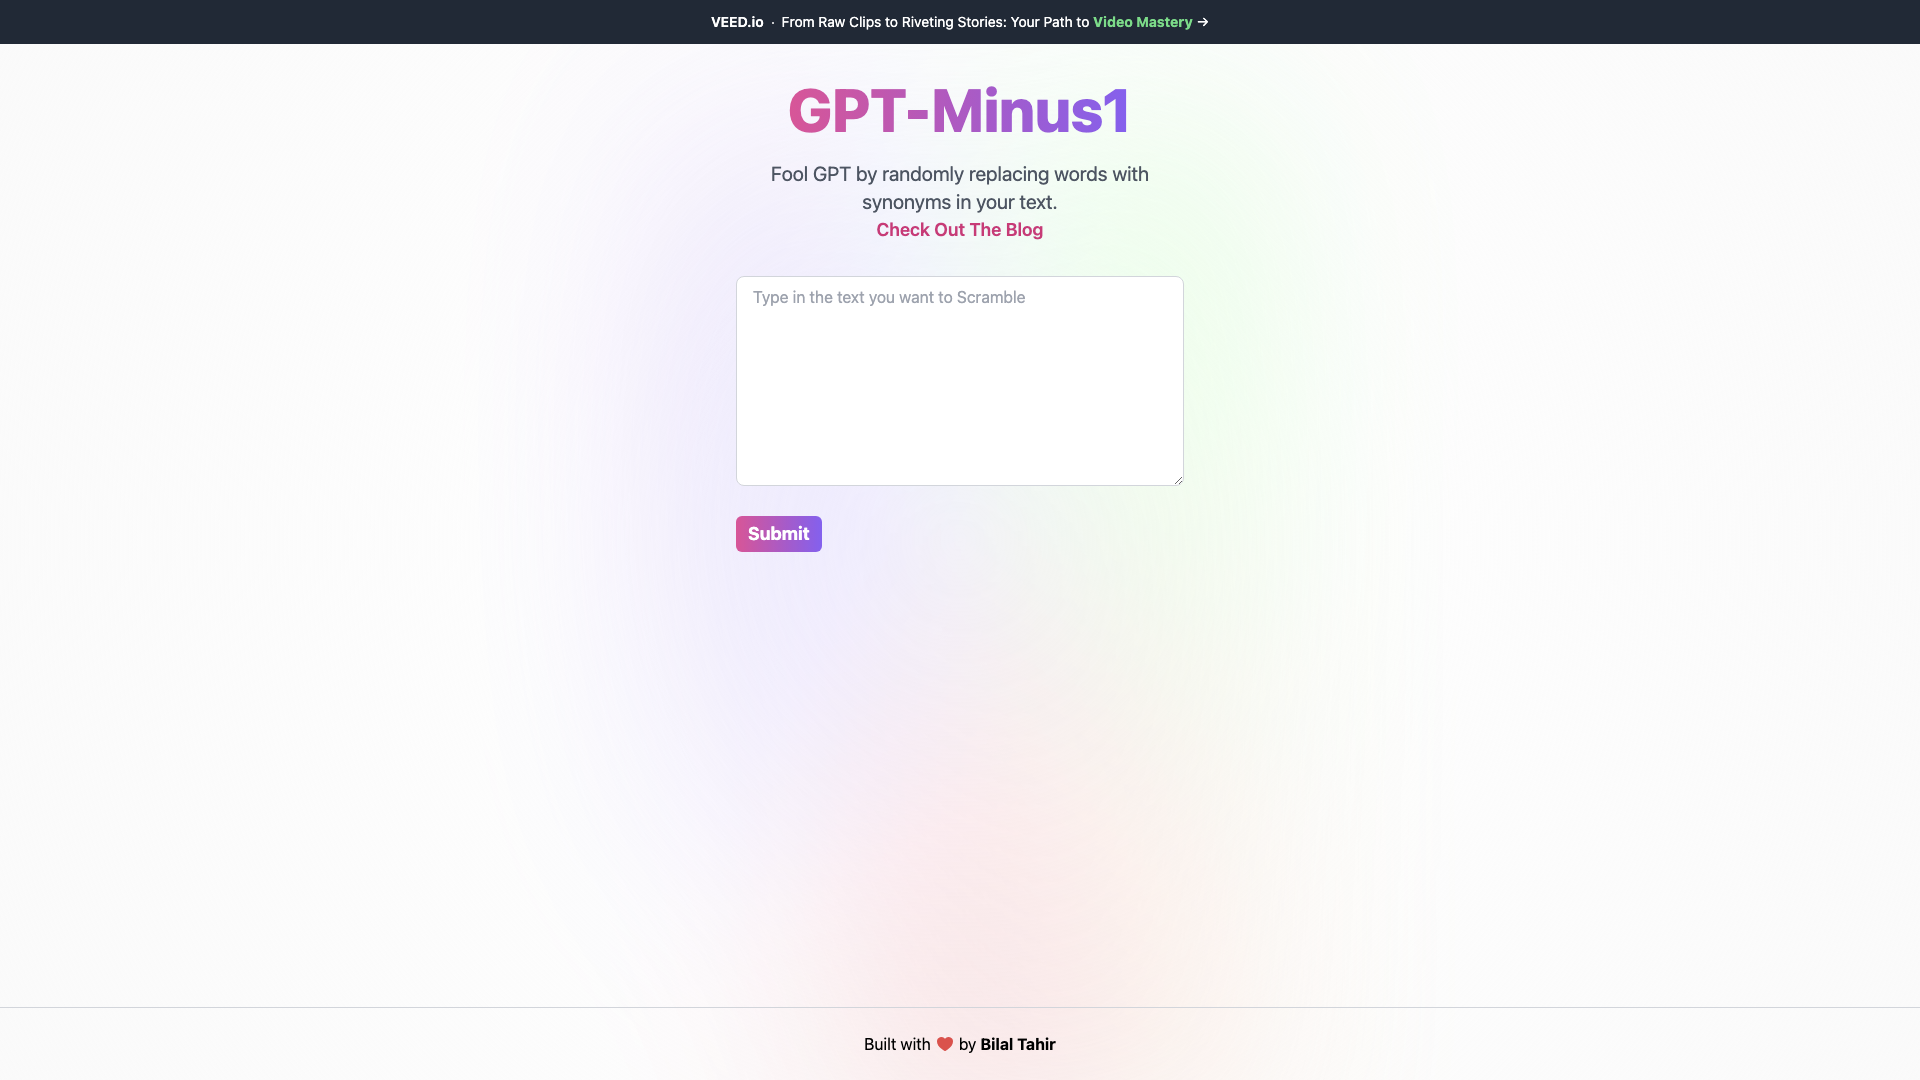 VEED.io · From Raw Clips to Riveting Stories: Your Path to Video Mastery →
GPT-Minus1
Fool GPT by randomly replacing words with
synonyms in your text.
Check Out The Blog
Type in the text you want to Scramble
Submit
Built with ❤️ by Bilal Tahir